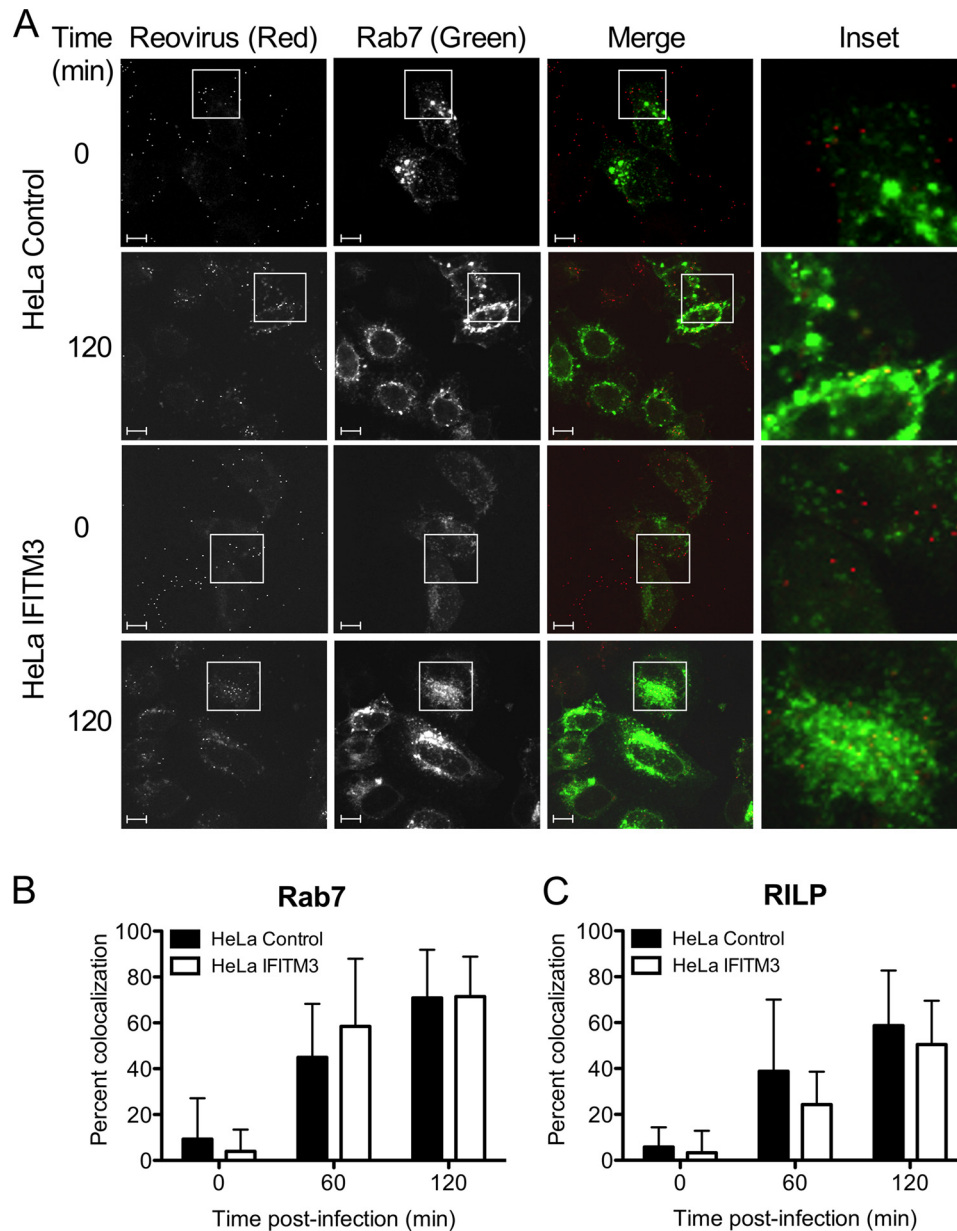 A
Time
(min)
Reovirus (Red)
Rab7 (Green)
Merge
Inset
HeLa Control
0
120
HeLa IFITM3
0
120
B
Rab7
HeLa Control
HeLa IFITM3
Percent colocalization
100
80
60
40
20
0
0
60
120
Time post-infection (min)
C
RILP
HeLa Control
HeLa IFITM3
Percent colocalization
100
80
60
40
20
0
0
60
120
Time post-infection (min)